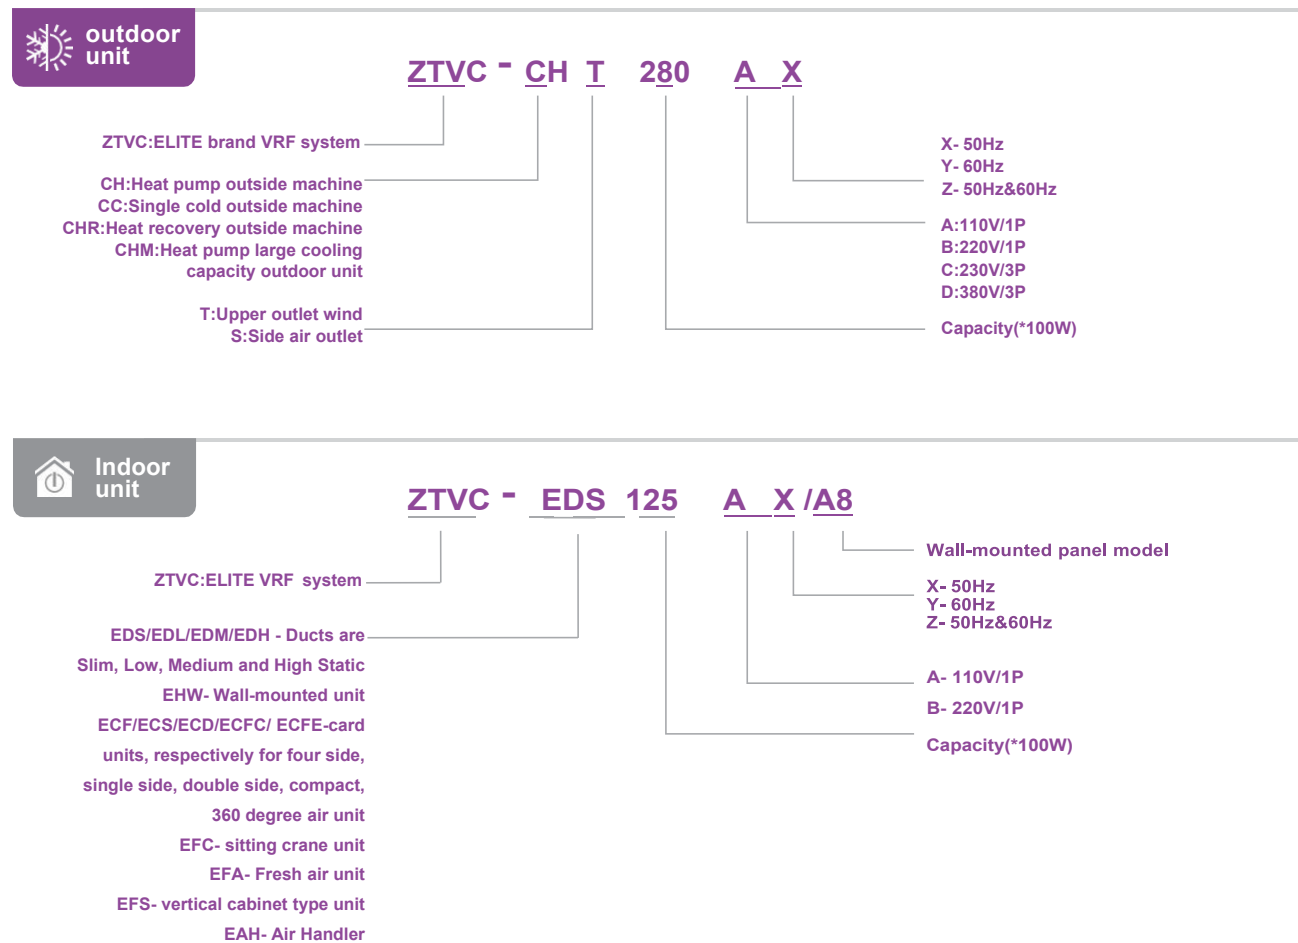 outdoor
unit
ZTVC - CH T 280 A X
ZTVC:ELITE brand VRF system
CH:Heat pump outside machine
CC:Single cold outside machine
CHR:Heat recovery outside machine
CHM:Heat pump large cooling
capacity outdoor unit
T:Upper outlet wind
S:Side air outlet
X- 50Hz
Y- 60Hz
Z- 50Hz&60Hz
A:110V/1P
B:220V/1P
C:230V/3P
D:380V/3P
Capacity(*100W)
Indoor
unit
ZTVC - EDS 125 A X /A8
ZTVC:ELITE VRF system
EDS/EDL/EDM/EDH - Ducts are
Slim, Low, Medium and High Static
EHW- Wall-mounted unit
ECF/ECS/ECD/ECFC/ ECFE-card
units, respectively for four side,
single side, double side, compact,
360 degree air unit
EFC- sitting crane unit
EFA- Fresh air unit
EFS- vertical cabinet type unit
EAH- Air Handler
Wall-mounted panel model
X- 50Hz
Y- 60Hz
Z- 50Hz&60Hz
A- 110V/1P
B- 220V/1P
Capacity(*100W)